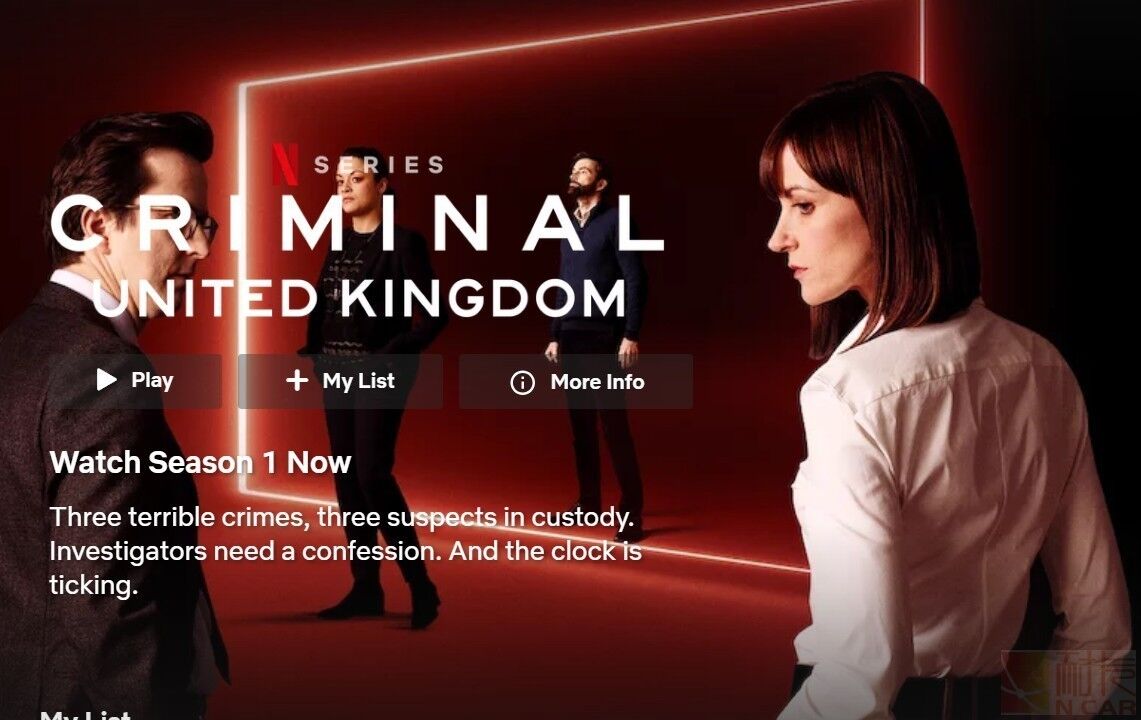 N SERIES
CRIMINAL
UNITED KINGDOM
Play
My List
More Info
Watch Season 1 Now
Three terrible crimes, three suspects in custody.
Investigators need a confession. And the clock is
ticking.
My List